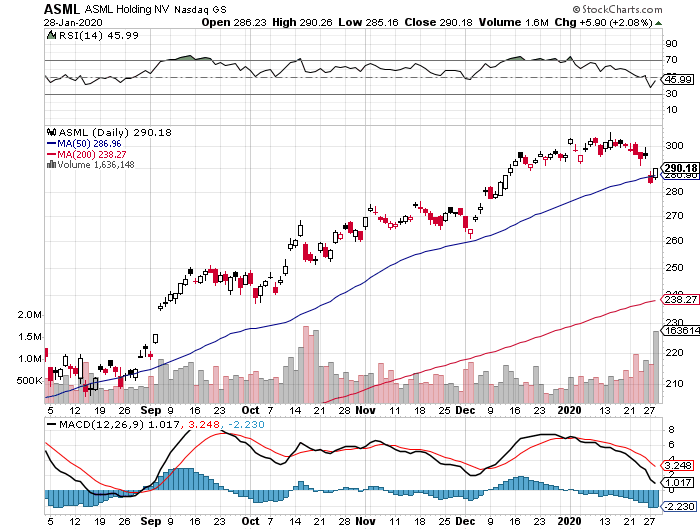 ASML ASML Holding NV Nasdaq GS © StockCharts.com
28-Jan-2020 Open 286.23 High 290.26 Low 285.16 Close 290.18 Volume 1.6M Chg +5.90 (+2.08%)
RSI(14) 45.99
90
70
50
45.99
30
10
ASML (Daily) 290.18
MA(50) 286.96
MA(200) 238.27
Volume 1,636,148
300
290.18
286.96
280
270
260
250
240
238.27
230
220
210
2.0M
1.5M
1.0M
500K
1636148
5 12 19 26 Sep 9 16 23 Oct 7 14 21 28 Nov 11 18 25 Dec 9 16 23 2020 13 21 27
MACD(12,26,9) 1.017, 3.248, -2.230
8
6
4
3.248
2
1.017
0
-2.230
5 12 19 26 Sep 9 16 23 Oct 7 14 21 28 Nov 11 18 25 Dec 9 16 23 2020 13 21 27